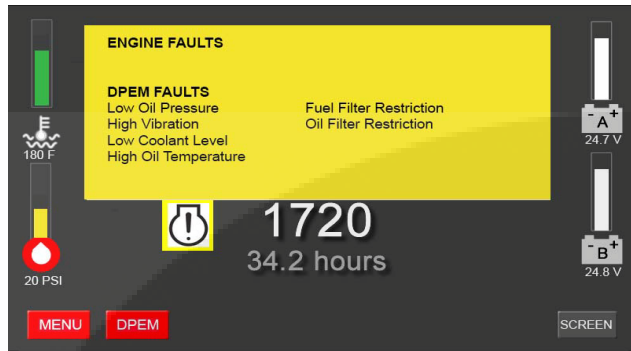 ENGINE FAULTS
DPEM FAULTS
Low Oil Pressure Fuel Filter Restriction
High Vibration Oil Filter Restriction
Low Coolant Level
High Oil Temperature
180 F
- A +
24.7 V
1720
34.2 hours
20 PSI
- B +
24.8 V
MENU DPEM SCREEN